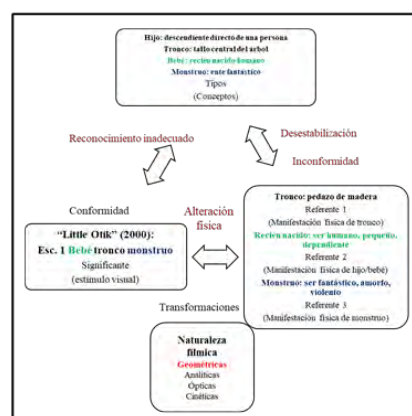 Hijo: descendiente directo de una persona
Tronco: tallo central del árbol
Bebé: recién nacido humano
Monstruo: ente fantástico
Tipos
(Conceptos)
Reconocimiento inadecuado
Desestabilización
Inconformidad
Conformidad
Alteración
física
"Little Otik" (2000):
Esc. 1 Bebé tronco monstruo
Significante
(estímulo visual)
Tronco: pedazo de madera
Referente 1
(Manifestación física de tronco)
Recién nacido: ser humano, pequeño,
dependiente
Referente 2
(Manifestación física de hijo/bebé)
Monstruo: ser fantástico, amorfo,
violento
Referente 3
(Manifestación física de monstruo)
Transformaciones
Naturaleza
fílmica
Geométricas
Analíticas
Ópticas
Cinéticas